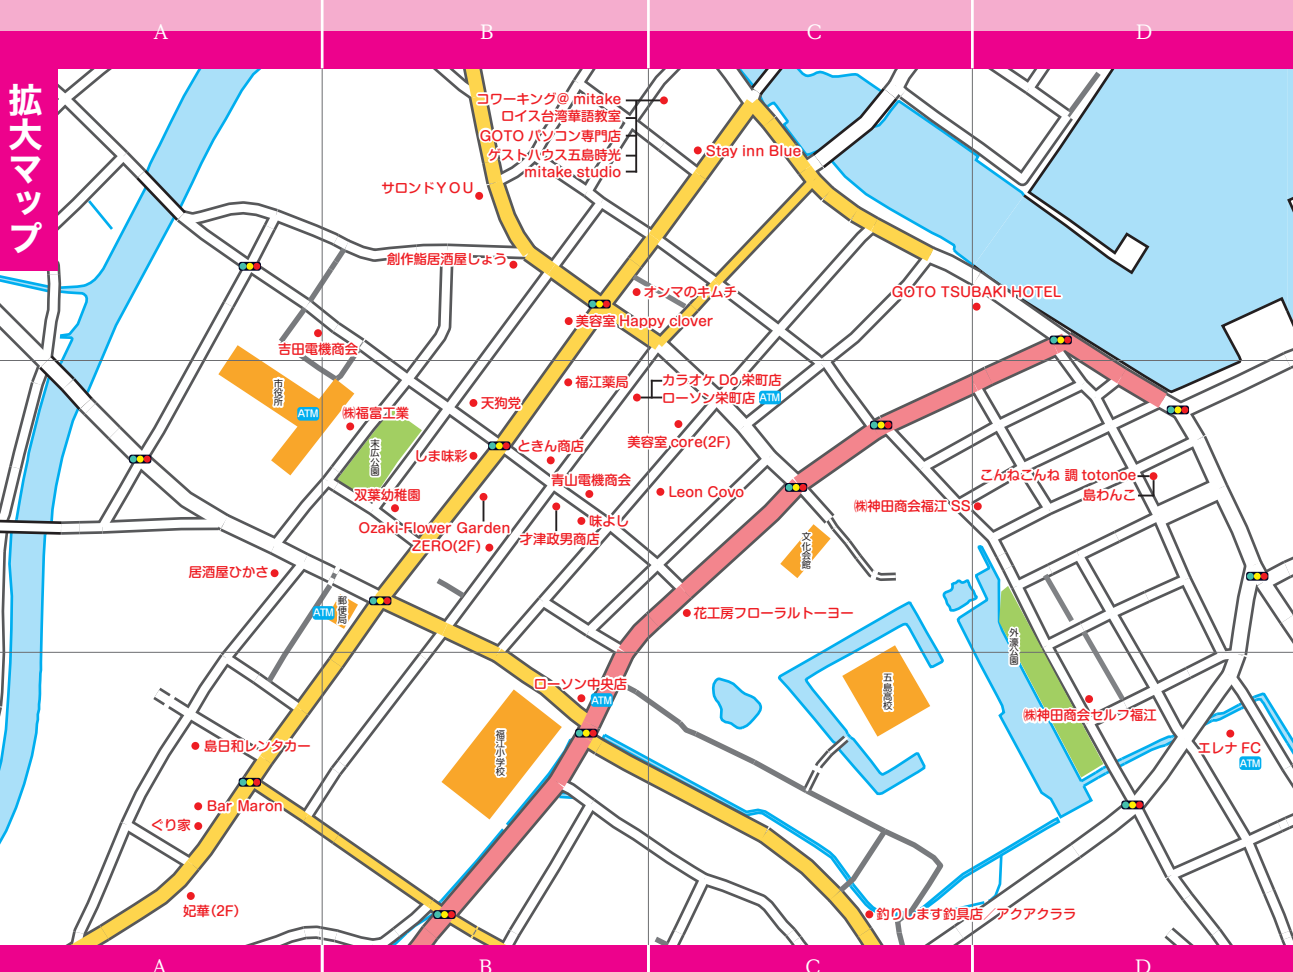 A
B
C
D
拡大マップ
コワーキング@ mitake
ロイス台湾華語教室
GOTO パソコン専門店
ゲストハウス五島時光
mitake.studio
Stay inn Blue
サロンドYOU
創作鮨居酒屋しょう
オンマのキムチ
GOTO TSUBAKI HOTEL
美容室 Happy clover
吉田電機商会
市役所
ATM
福江薬局
カラオケ Do 栄町店
ローソン栄町店
ATM
天狗党
㈱福富工業
美容室 core(2F)
末広公園
しま味彩
ときん商店
青山電機商会
こんねこんね 調 totonoe
島わんこ
双葉幼稚園
Leon Covo
㈱神田商会福江 SS
Ozaki Flower Garden
味よし
才津政男商店
ZERO(2F)
文化会館
居酒屋ひかさ
ATM
郵便局
花工房フローラルトーヨー
外濠公園
ローソン中央店
ATM
五島高校
㈱神田商会セルフ福江
福江小学校
エレナ FC
ATM
島日和レンタカー
Bar Maron
ぐり家
妃華(2F)
釣りします釣具店／アクアクララ
A
B
C
D